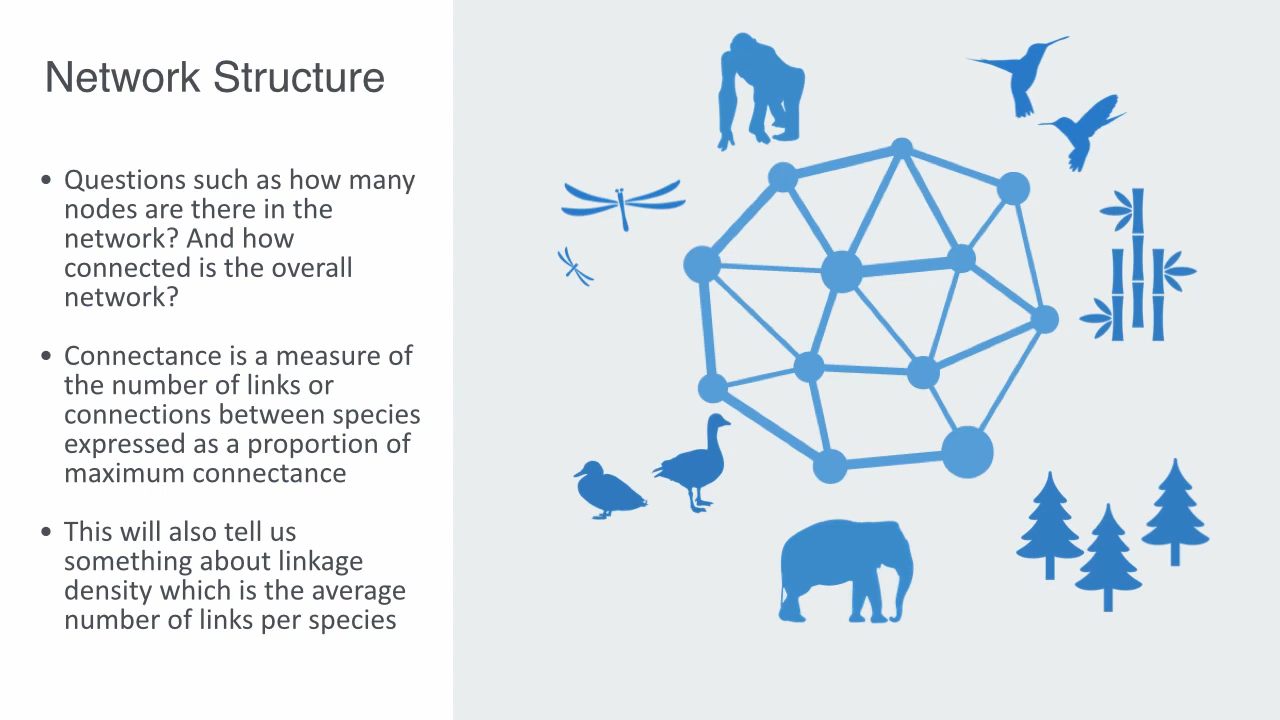 Network Structure
• Questions such as how many
nodes are there in the
network? And how
connected is the overall
network?
• Connectance is a measure of
the number of links or
connections between species
expressed as a proportion of
maximum connectance
• This will also tell us
something about linkage
density which is the average
number of links per species